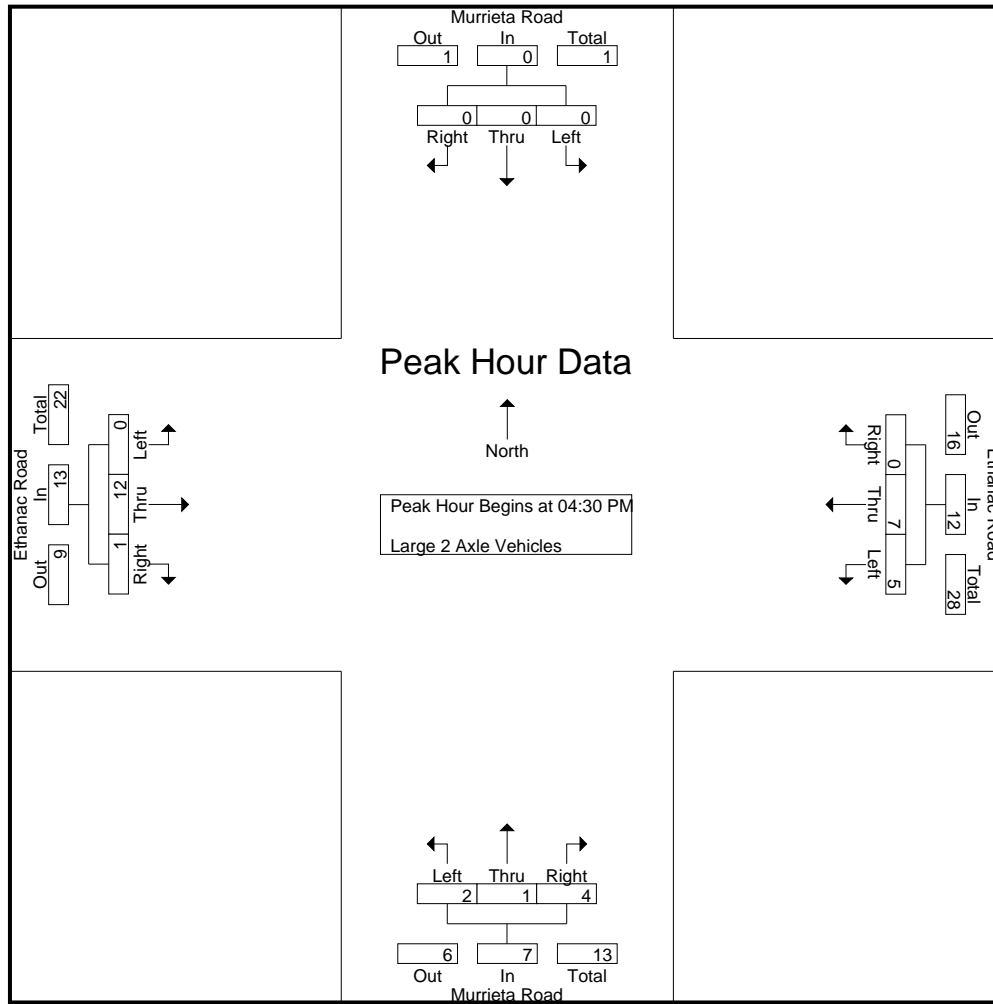 Murrieta Road
Out In Total
1 0 1
0 0 0
Right Thru Left
Peak Hour Data
North
Peak Hour Begins at 04:30 PM
Large 2 Axle Vehicles
Ethanac Road
Out In Total
9 13 22
1 12 0
Right Thru Left
Ethanac Road
Out In Total
16 12 28
0 7 5
Right Thru Left
Left Thru Right
2 1 4
6 7 13
Out In Total
Murrieta Road